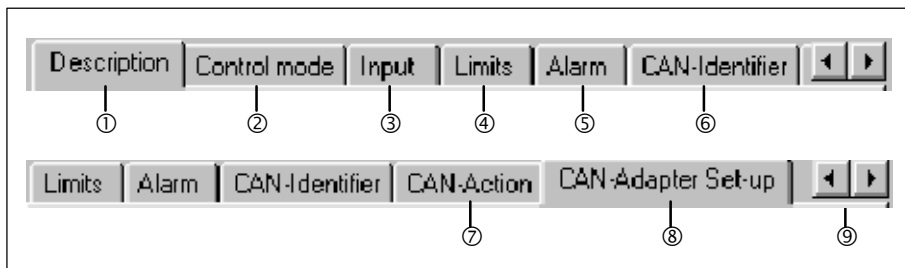 Description Control mode Input Limits Alarm CAN-Identifier
① ② ③ ④ ⑤ ⑥
Limits Alarm CAN-Identifier CAN-Action CAN-Adapter Set-up
⑦ ⑧ ⑨